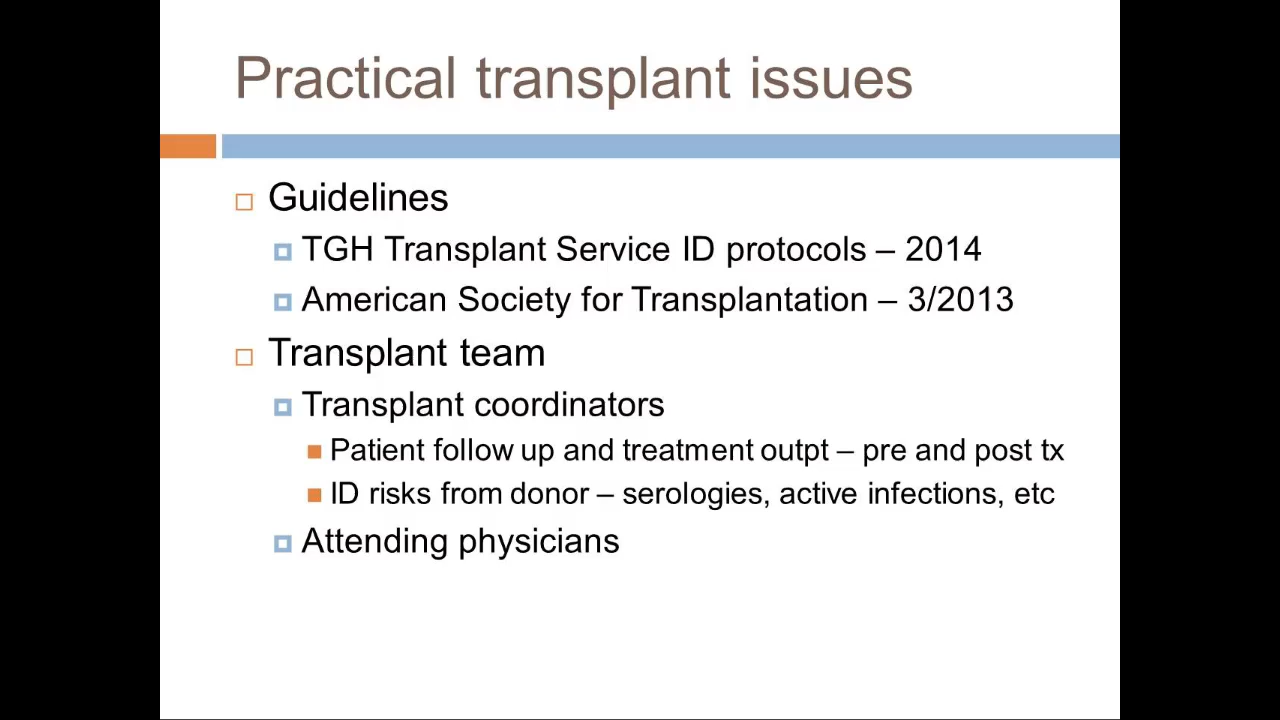 Practical transplant issues
Guidelines
TGH Transplant Service ID protocols – 2014
American Society for Transplantation – 3/2013
Transplant team
Transplant coordinators
Patient follow up and treatment outpt – pre and post tx
ID risks from donor – serologies, active infections, etc
Attending physicians